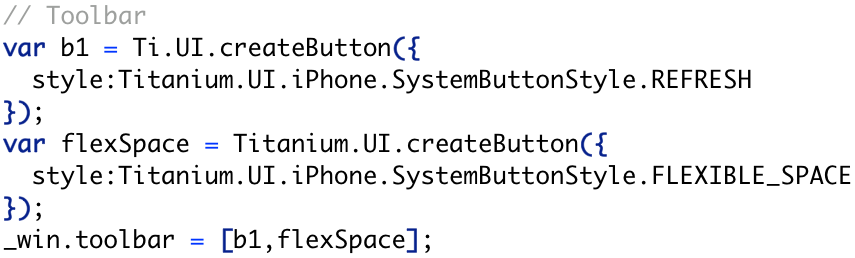 // Toolbar
var b1 = Ti.UI.createButton({
  style:Titanium.UI.iPhone.SystemButtonStyle.REFRESH
});
var flexSpace = Titanium.UI.createButton({
  style:Titanium.UI.iPhone.SystemButtonStyle.FLEXIBLE_SPACE
});
_win.toolbar = [b1,flexSpace];